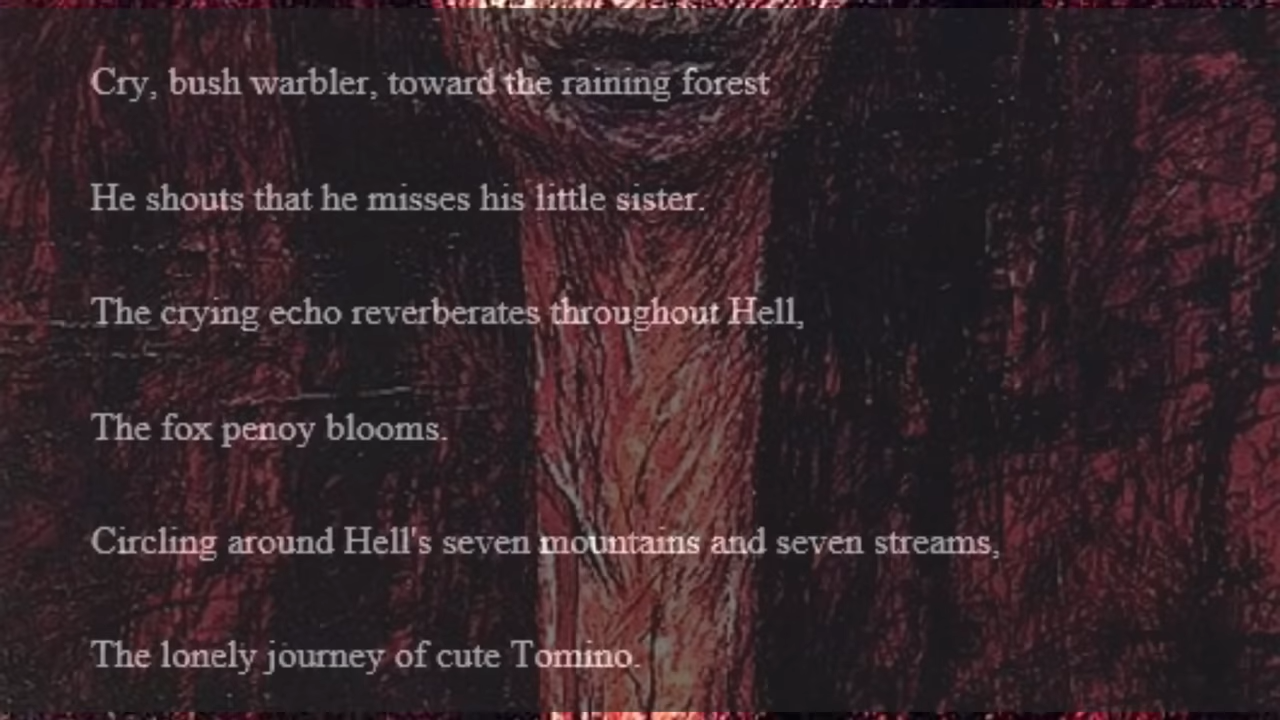 Cry, bush warbler, toward the raining forest
He shouts that he misses his little sister.
The crying echo reverberates throughout Hell,
The fox penoy blooms.
Circling around Hell's seven mountains and seven streams,
The lonely journey of cute Tomino.